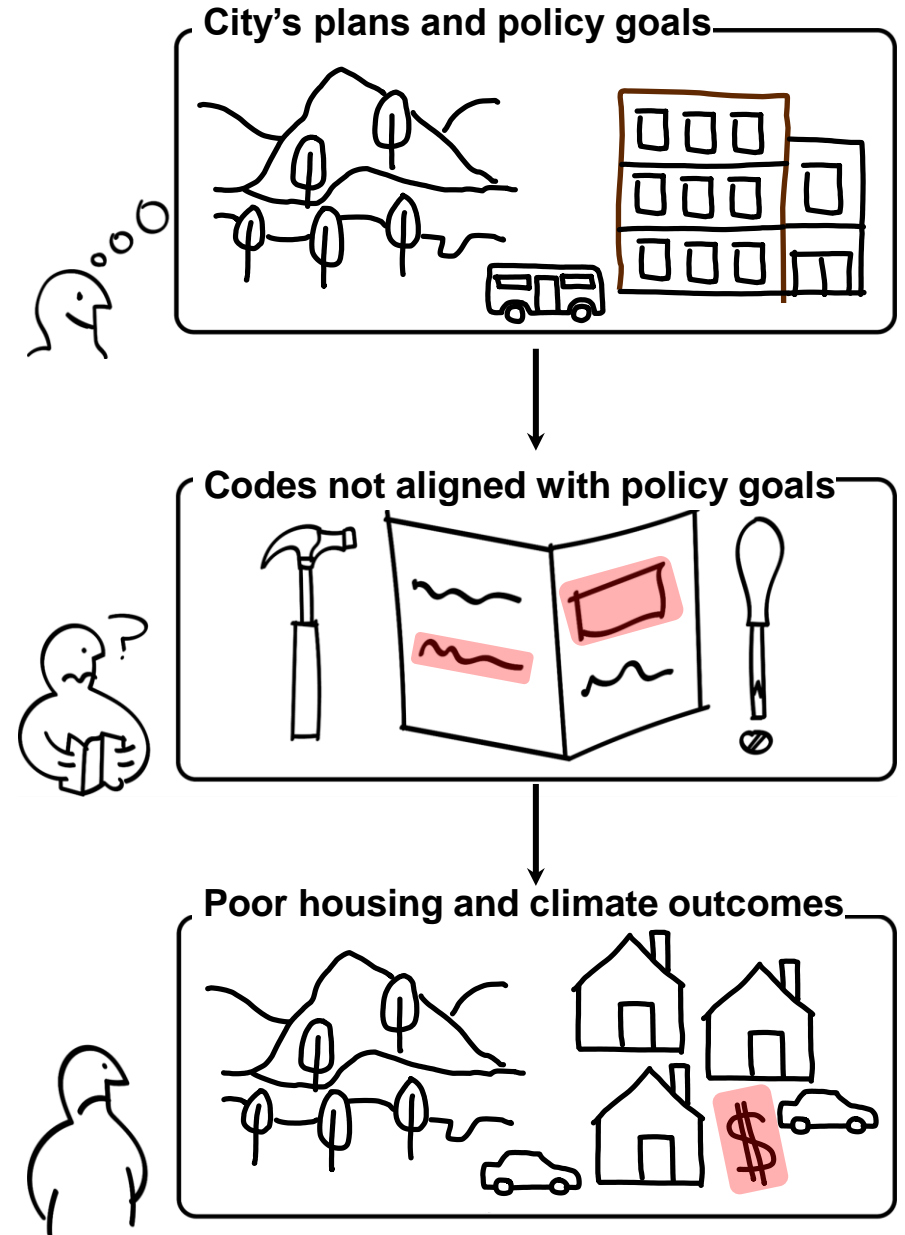 City’s plans and policy goals
?
Codes not aligned with policy goals
Poor housing and climate outcomes
$